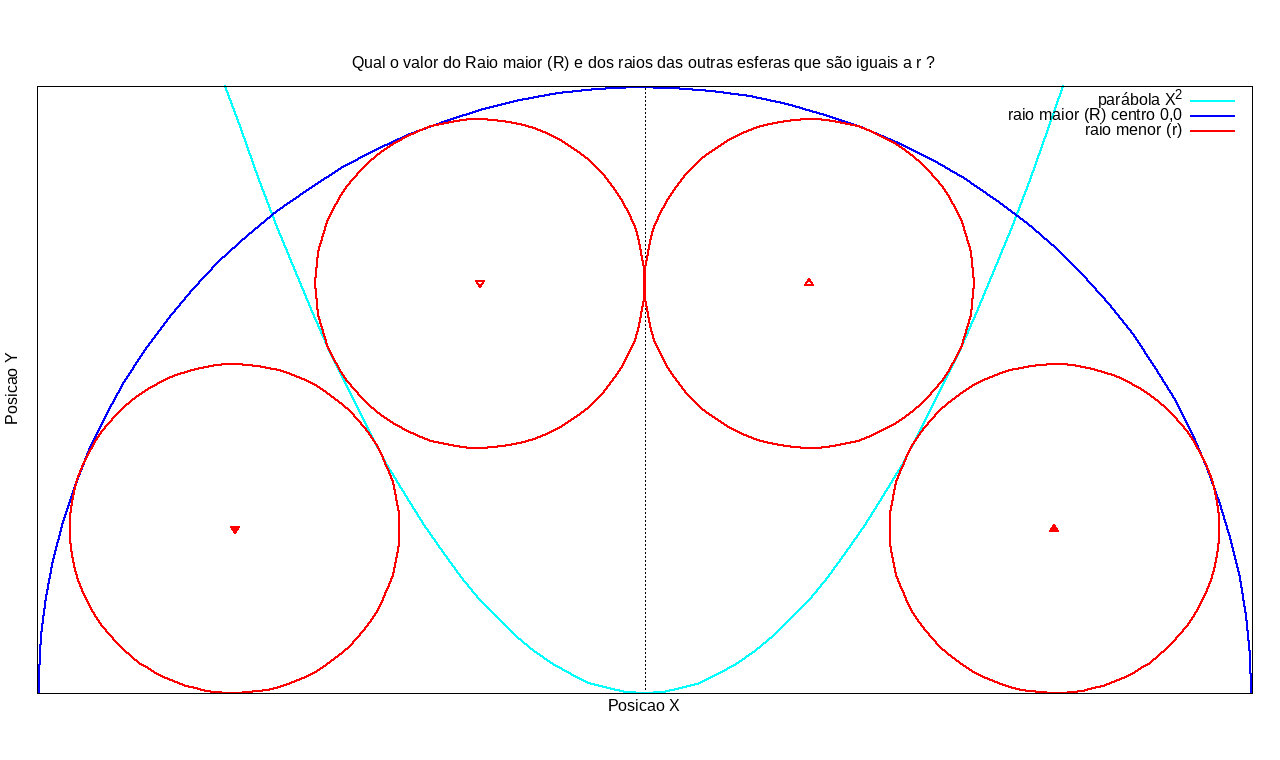 Qual o valor do Raio maior (R) e dos raios das outras esferas que são iguais a r ?
parábola X²
raio maior (R) centro 0,0
raio menor (r)
Posicao Y
Posicao X